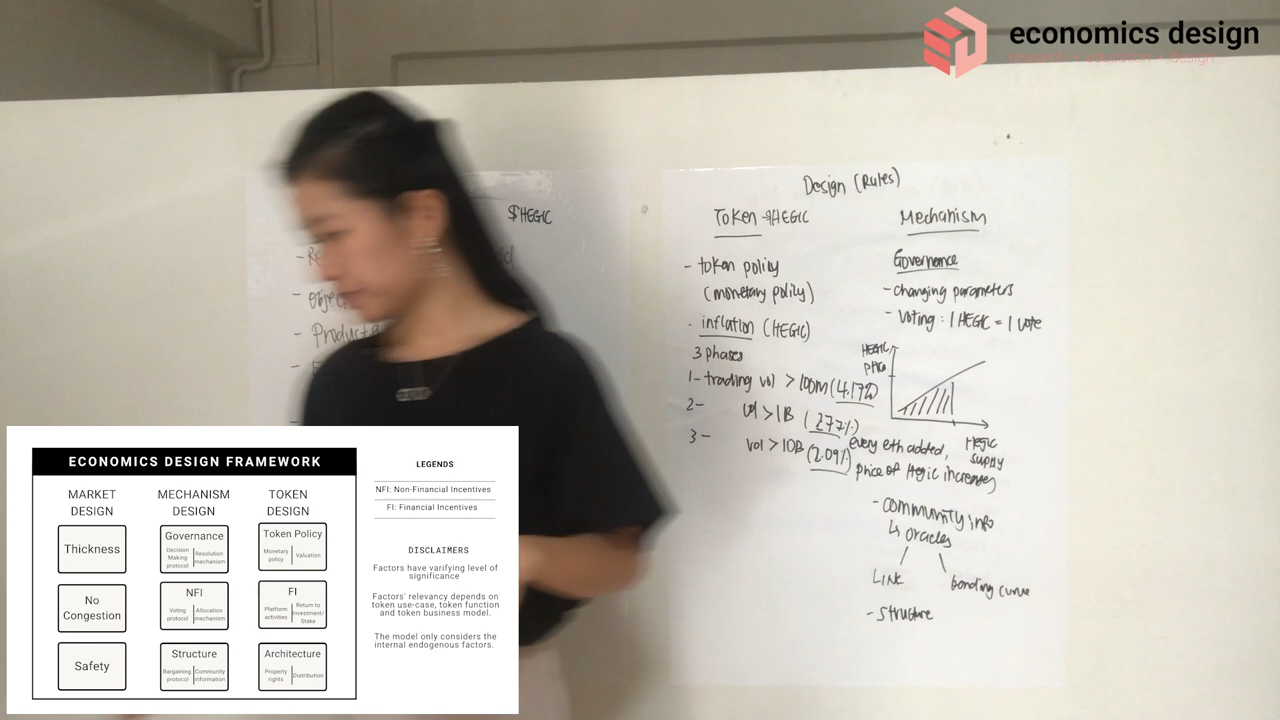 economics design
$HEGIC
- Product
Design (Rules)
Token - $HEGIC
- token policy
(monetary policy)
- inflation (HEGIC)
3 phases
1- trading vol > 100M (4.17%)
2- vol > 1B (2.77%)
3- vol > 10B (2.09%)
Mechanism
Governance
- changing parameters
- voting : 1 HEGIC = 1 vote
HEGIC
price
Hegic
supply
every eth added,
price of Hegic increases)
- community info
↳ oracles
LINK
bonding curve
- structure
ECONOMICS DESIGN FRAMEWORK
MARKET
DESIGN
Thickness
No
Congestion
Safety
MECHANISM
DESIGN
Governance
Decision
Making
protocol
Resolution
mechanism
NFI
Voting
protocol
Allocation
mechanism
Structure
Bargaining
protocol
Community
information
TOKEN
DESIGN
Token Policy
Monetary
policy
Valuation
FI
Platform
activities
Return to
Investment/
Stake
Architecture
Property
rights
Distribution
LEGENDS
NFI: Non-Financial Incentives
FI: Financial Incentives
DISCLAIMERS
Factors have varifying level of
significance
Factors' relevancy depends on
token use-case, token function
and token business model.
The model only considers the
internal endogenous factors.